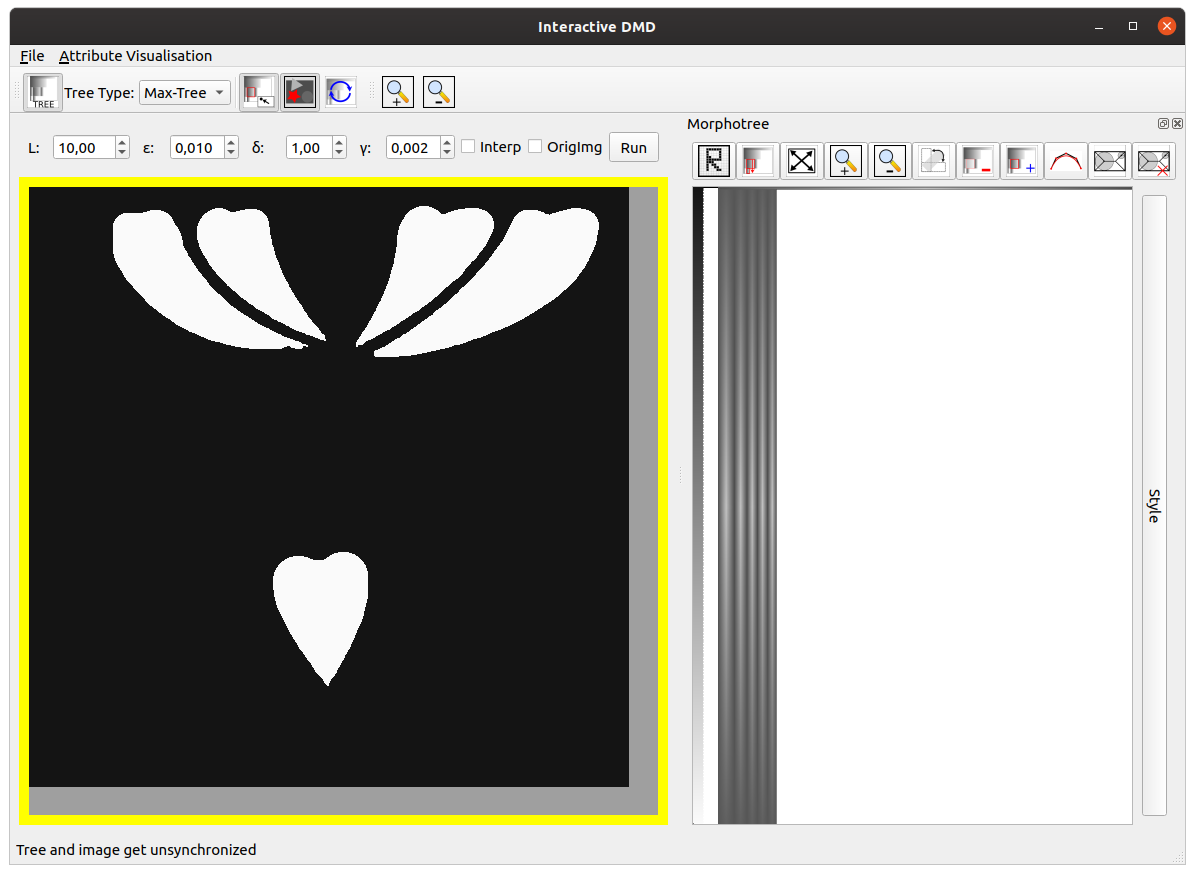 Interactive DMD
File Attribute Visualisation
TREE Tree Type: Max-Tree
Morphotree
L: 10,00 ε: 0,010 δ: 1,00 γ: 0,002 Interp OrigImg Run
R
Style
Tree and image get unsynchronized